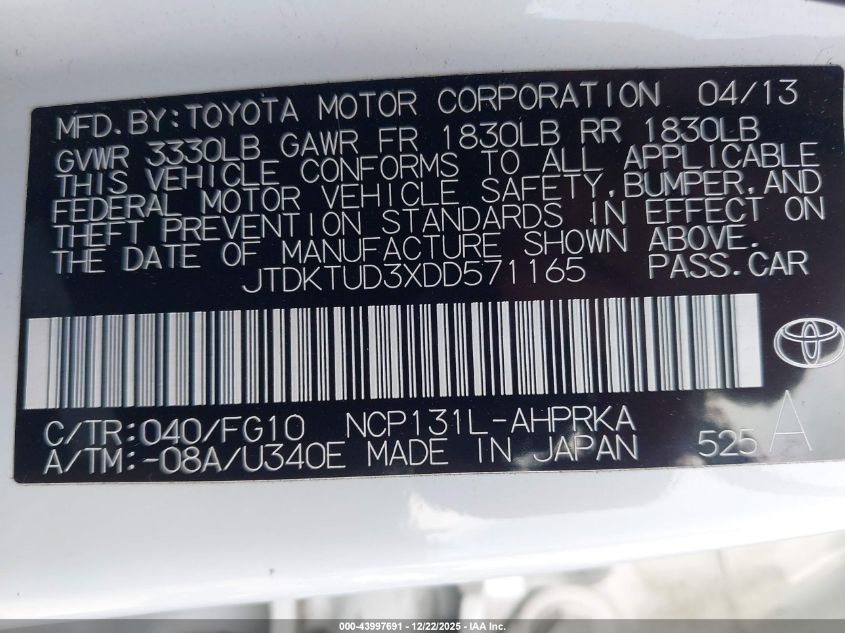 MFD.BY:TOYOTA MOTOR CORPORATION 04/13
GVWR 3330LB GAWR FR 1830LB RR 1830LB
THIS VEHICLE CONFORMS TO ALL APPLICABLE
FEDERAL MOTOR VEHICLE SAFETY,BUMPER,AND
THEFT PREVENTION STANDARDS IN EFFECT ON
THE DATE OF MANUFACTURE SHOWN ABOVE.
JTDKTUD3XDD571165 PASS.CAR
C/TR:040/FG10 NCP131L-AHPRKA
A/TM:-08A/U340E MADE IN JAPAN 525 A
000-43997691 • 12/22/2025 • IAA Inc.